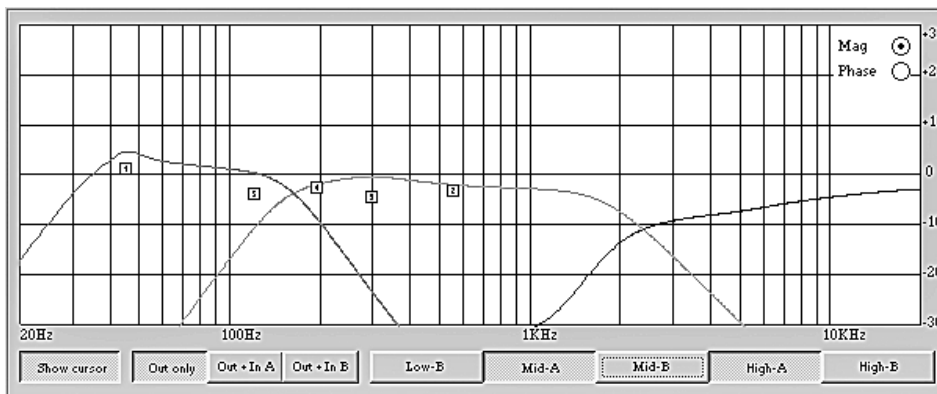 +3
Mag
Phase
+2
+1
0
-10
-20
-30
4
5
4
3
2
20Hz
100Hz
1KHz
10KHz
Show cursor
Out only
Out + In A
Out + In B
Low-B
Mid-A
Mid-B
High-A
High-B